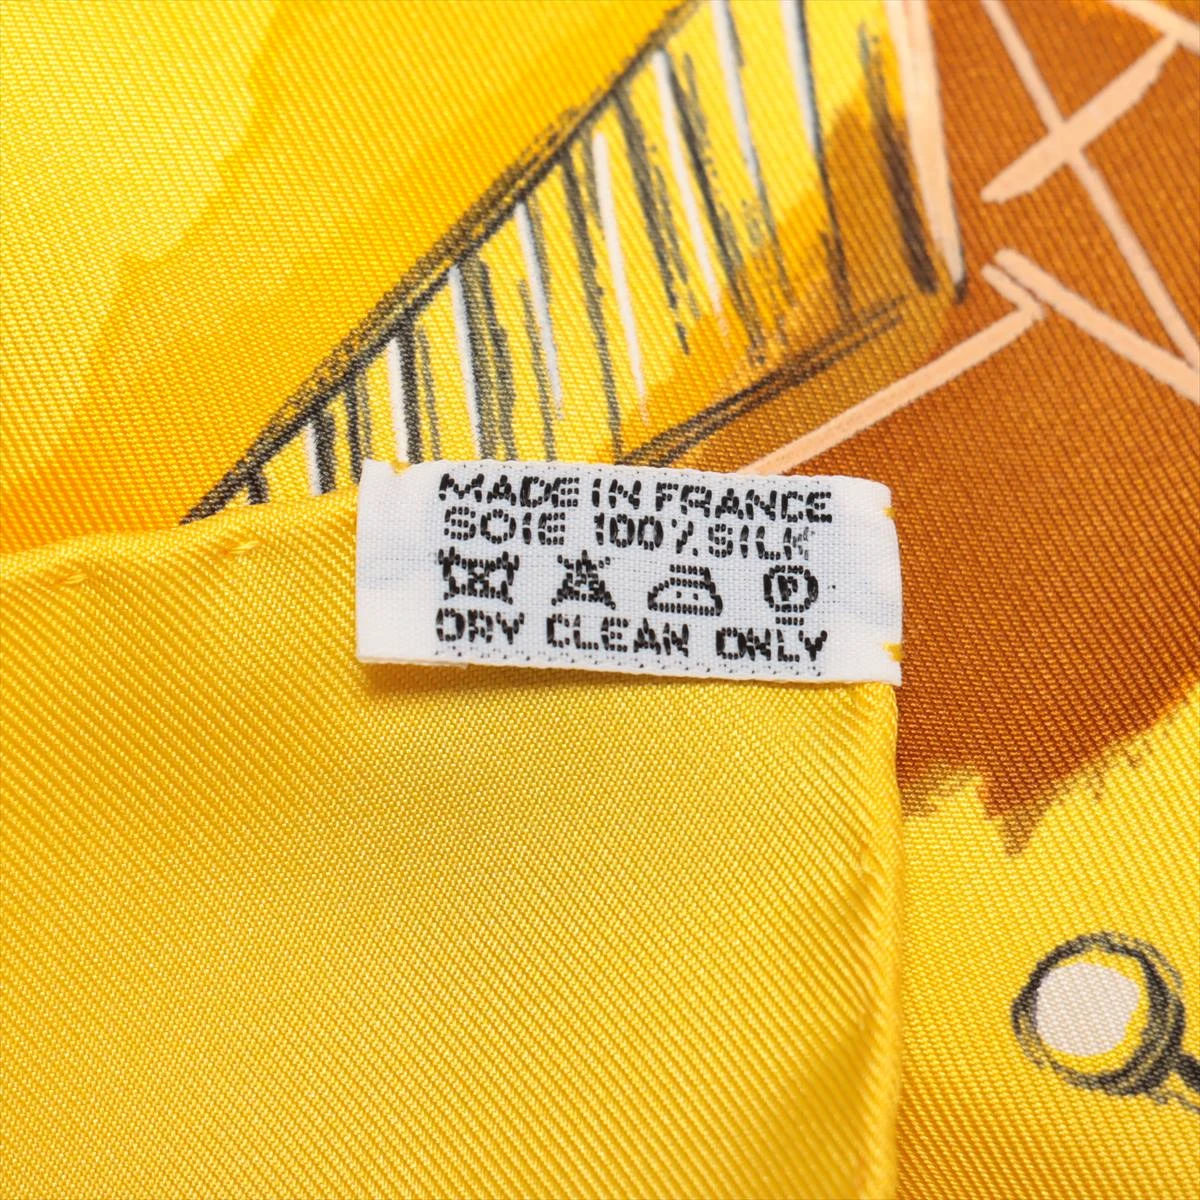 MADE IN FRANCE
SOIE 100% SILK
P
DRY CLEAN ONLY